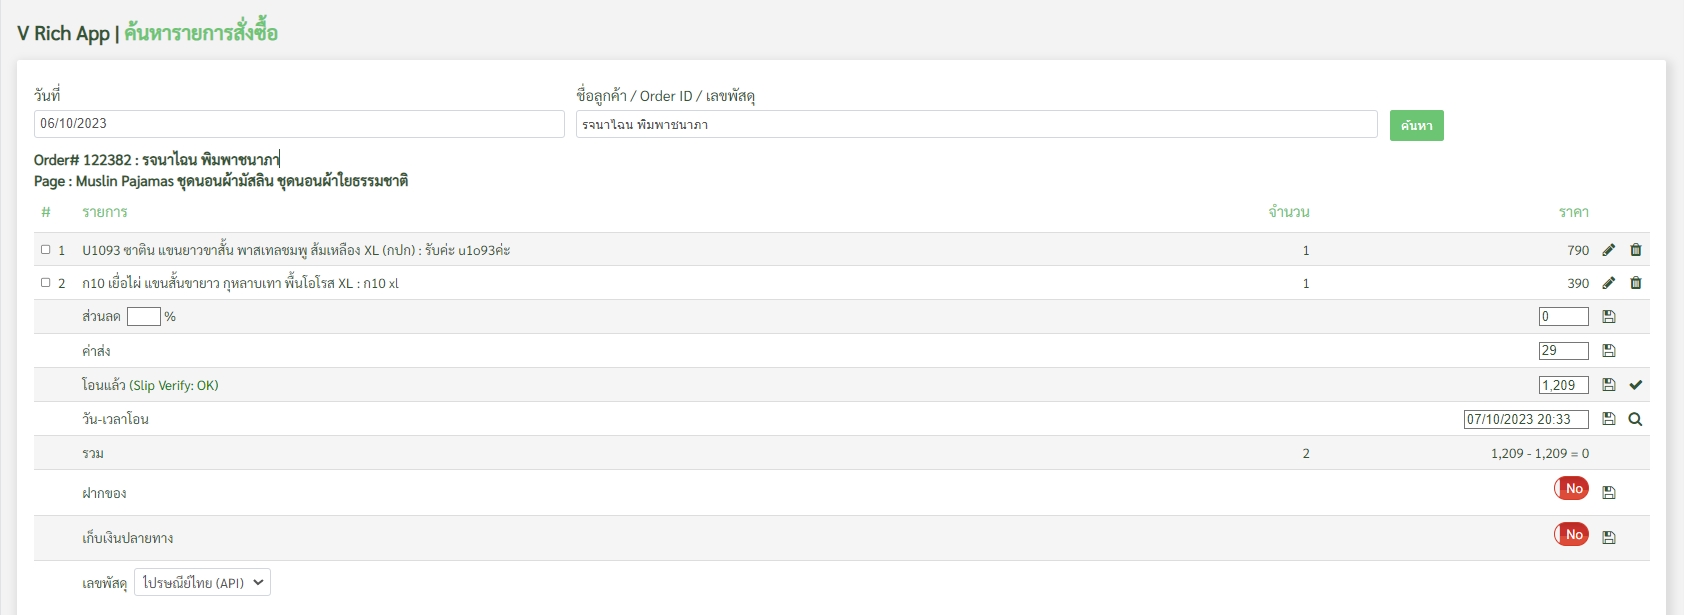 V Rich App | ค้นหารายการสั่งซื้อ
วันที่ ชื่อลูกค้า / Order ID / เลขพัสดุ
06/10/2023 รจนาไฉน พิมพาชนาภา ค้นหา
Order# 122382 : รจนาไฉน พิมพาชนาภา
Page : Muslin Pajamas ชุดนอนผ้ามัสลิน ชุดนอนผ้าใยธรรมชาติ
# รายการ จำนวน ราคา
1 U1093 ซาติน แขนยาวขาสั้น พาสเทลชมพู ส้มเหลือง XL (กปก) : รับค่ะ u1o93ค่ะ 1 790
2 ก10 เยื่อไผ่ แขนสั้นขายาว กุหลาบเทา พื้นโอโรส XL : ก10 xl 1 390
ส่วนลด % 0
ค่าส่ง 29
โอนแล้ว (Slip Verify: OK) 1,209
วัน-เวลาโอน 07/10/2023 20:33
รวม 2 1,209 - 1,209 = 0
ฝากของ No
เก็บเงินปลายทาง No
เลขพัสดุ ไปรษณีย์ไทย (API)